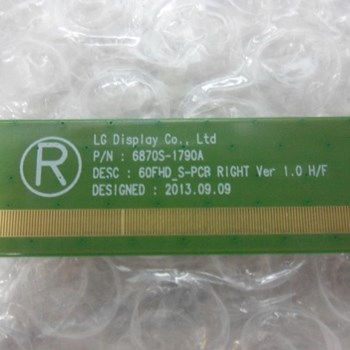 R
LG Display Co., Ltd
P/N : 6870S-1790A
DESC : 60FHD_S-PCB RIGHT Ver 1.0 H/F
DESIGNED : 2013.09.09